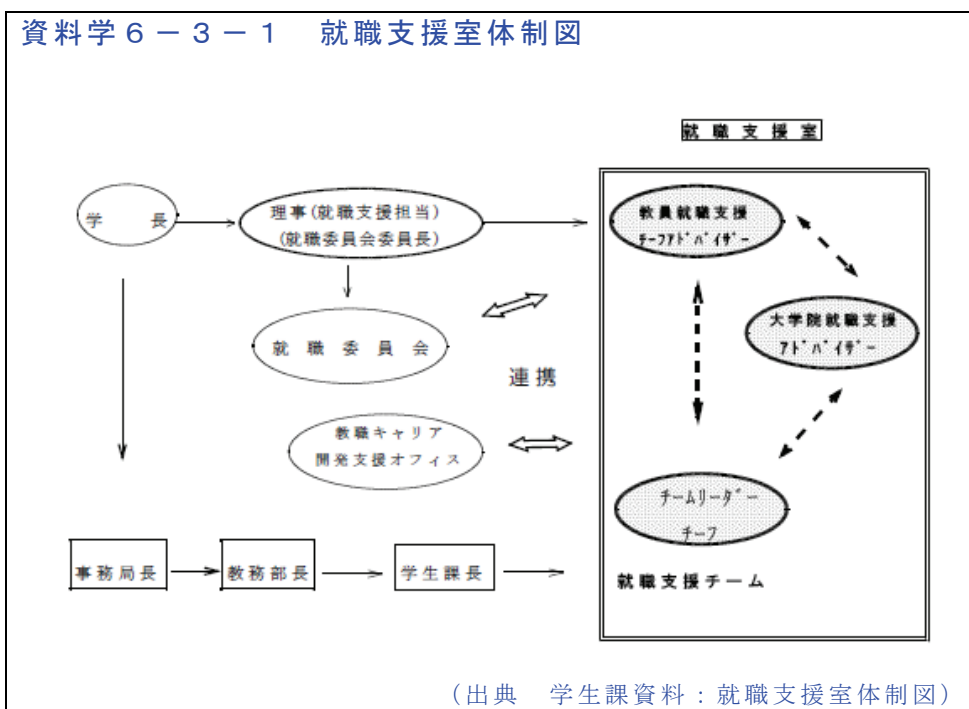 資料学６－３－１　就職支援室体制図
就職支援室
学　長
理事(就職支援担当)
(就職委員会委員長)
教員就職支援
ﾁｰﾌｱﾄﾞﾊﾞｲｻﾞｰ
大学院就職支援
ｱﾄﾞﾊﾞｲｻﾞｰ
就職委員会
連携
教職キャリア
開発支援オフィス
ﾁｰﾑﾘｰﾀﾞｰ
ﾁｰﾌ
事務局長
教務部長
学生課長
就職支援チーム
（出典　学生課資料：就職支援室体制図）